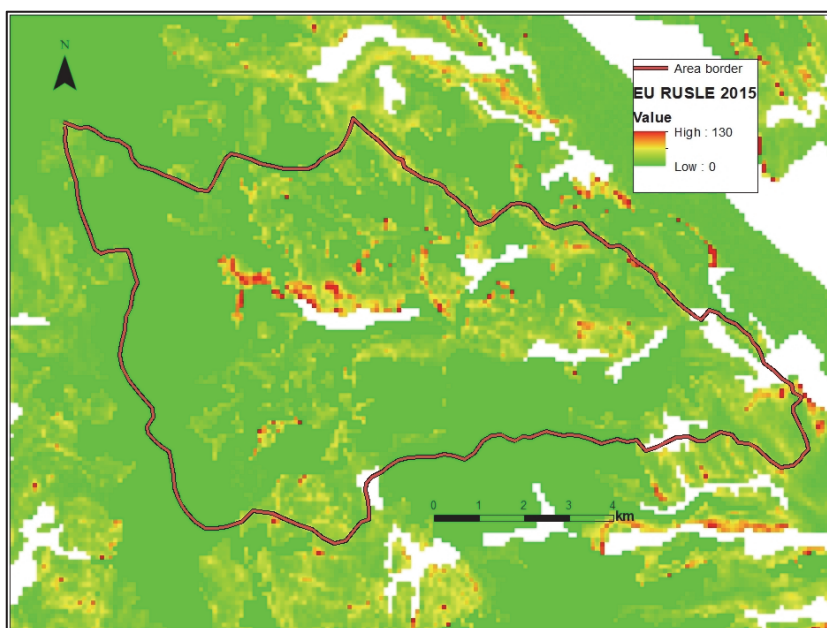 N
Area border
EU RUSLE 2015
Value
High : 130
Low : 0
0 1 2 3 4
km